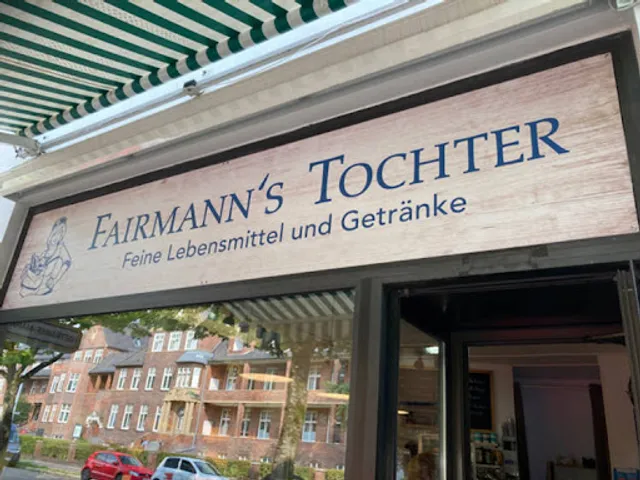 FAIRMANN'S TOCHTER
Feine Lebensmittel und Getränke